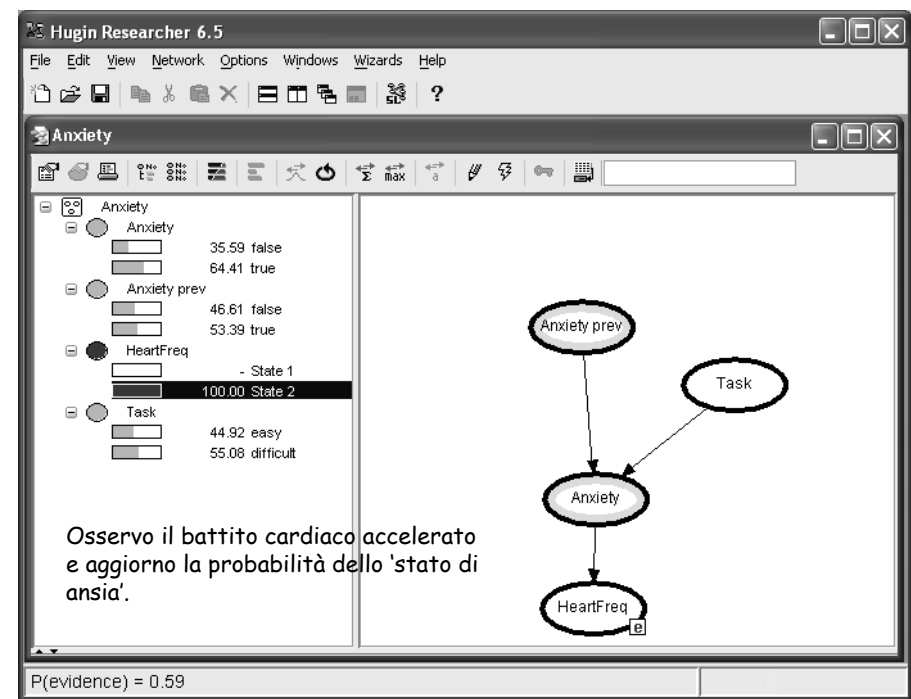 Hugin Researcher 6.5
File Edit View Network Options Windows Wizards Help
SL ?
Anxiety
Σ max a
Anxiety
Anxiety
35.59 false
64.41 true
Anxiety prev
46.61 false
53.39 true
HeartFreq
- State 1
100.00 State 2
Task
44.92 easy
55.08 difficult
Osservo il battito cardiaco accelerato
e aggiorno la probabilità dello ‘stato di
ansia’.
Anxiety prev
Task
Anxiety
HeartFreq
e
P(evidence) = 0.59